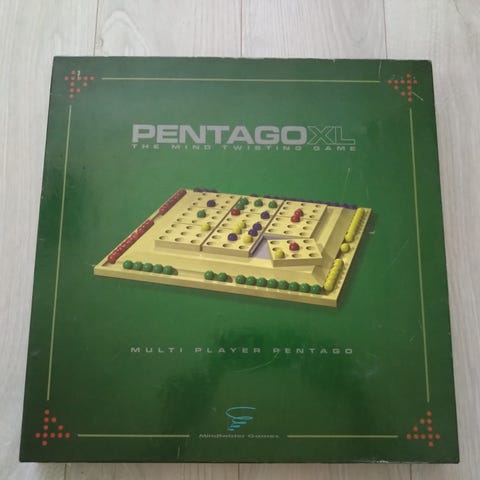 PENTAGOXL
THE MIND TWISTING GAME
MULTI PLAYER PENTAGO
Mindtwister Games